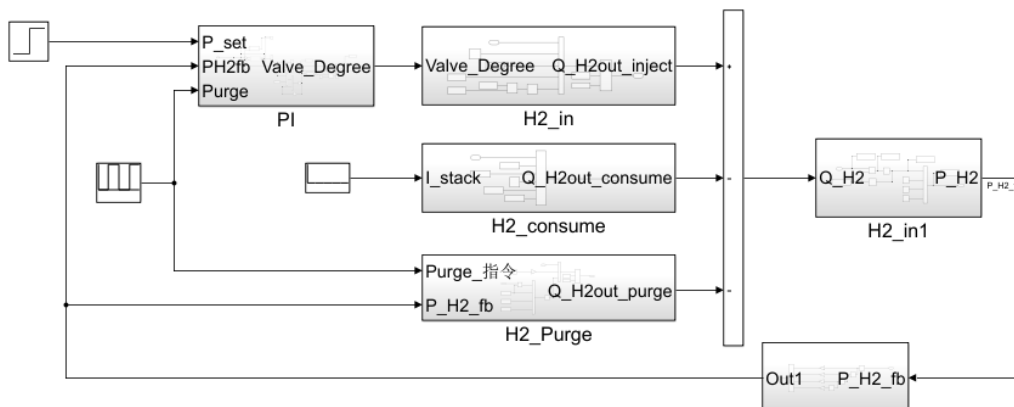 P_set
PH2fb
Valve_Degree
Purge
PI
Valve_Degree
Q_H2out_inject
H2_in
+
I_stack
Q_H2out_consume
H2_consume
-
Q_H2
P_H2
P_H2_
H2_in1
Purge_指令
P_H2_fb
Q_H2out_purge
H2_Purge
-
Out1
P_H2_fb